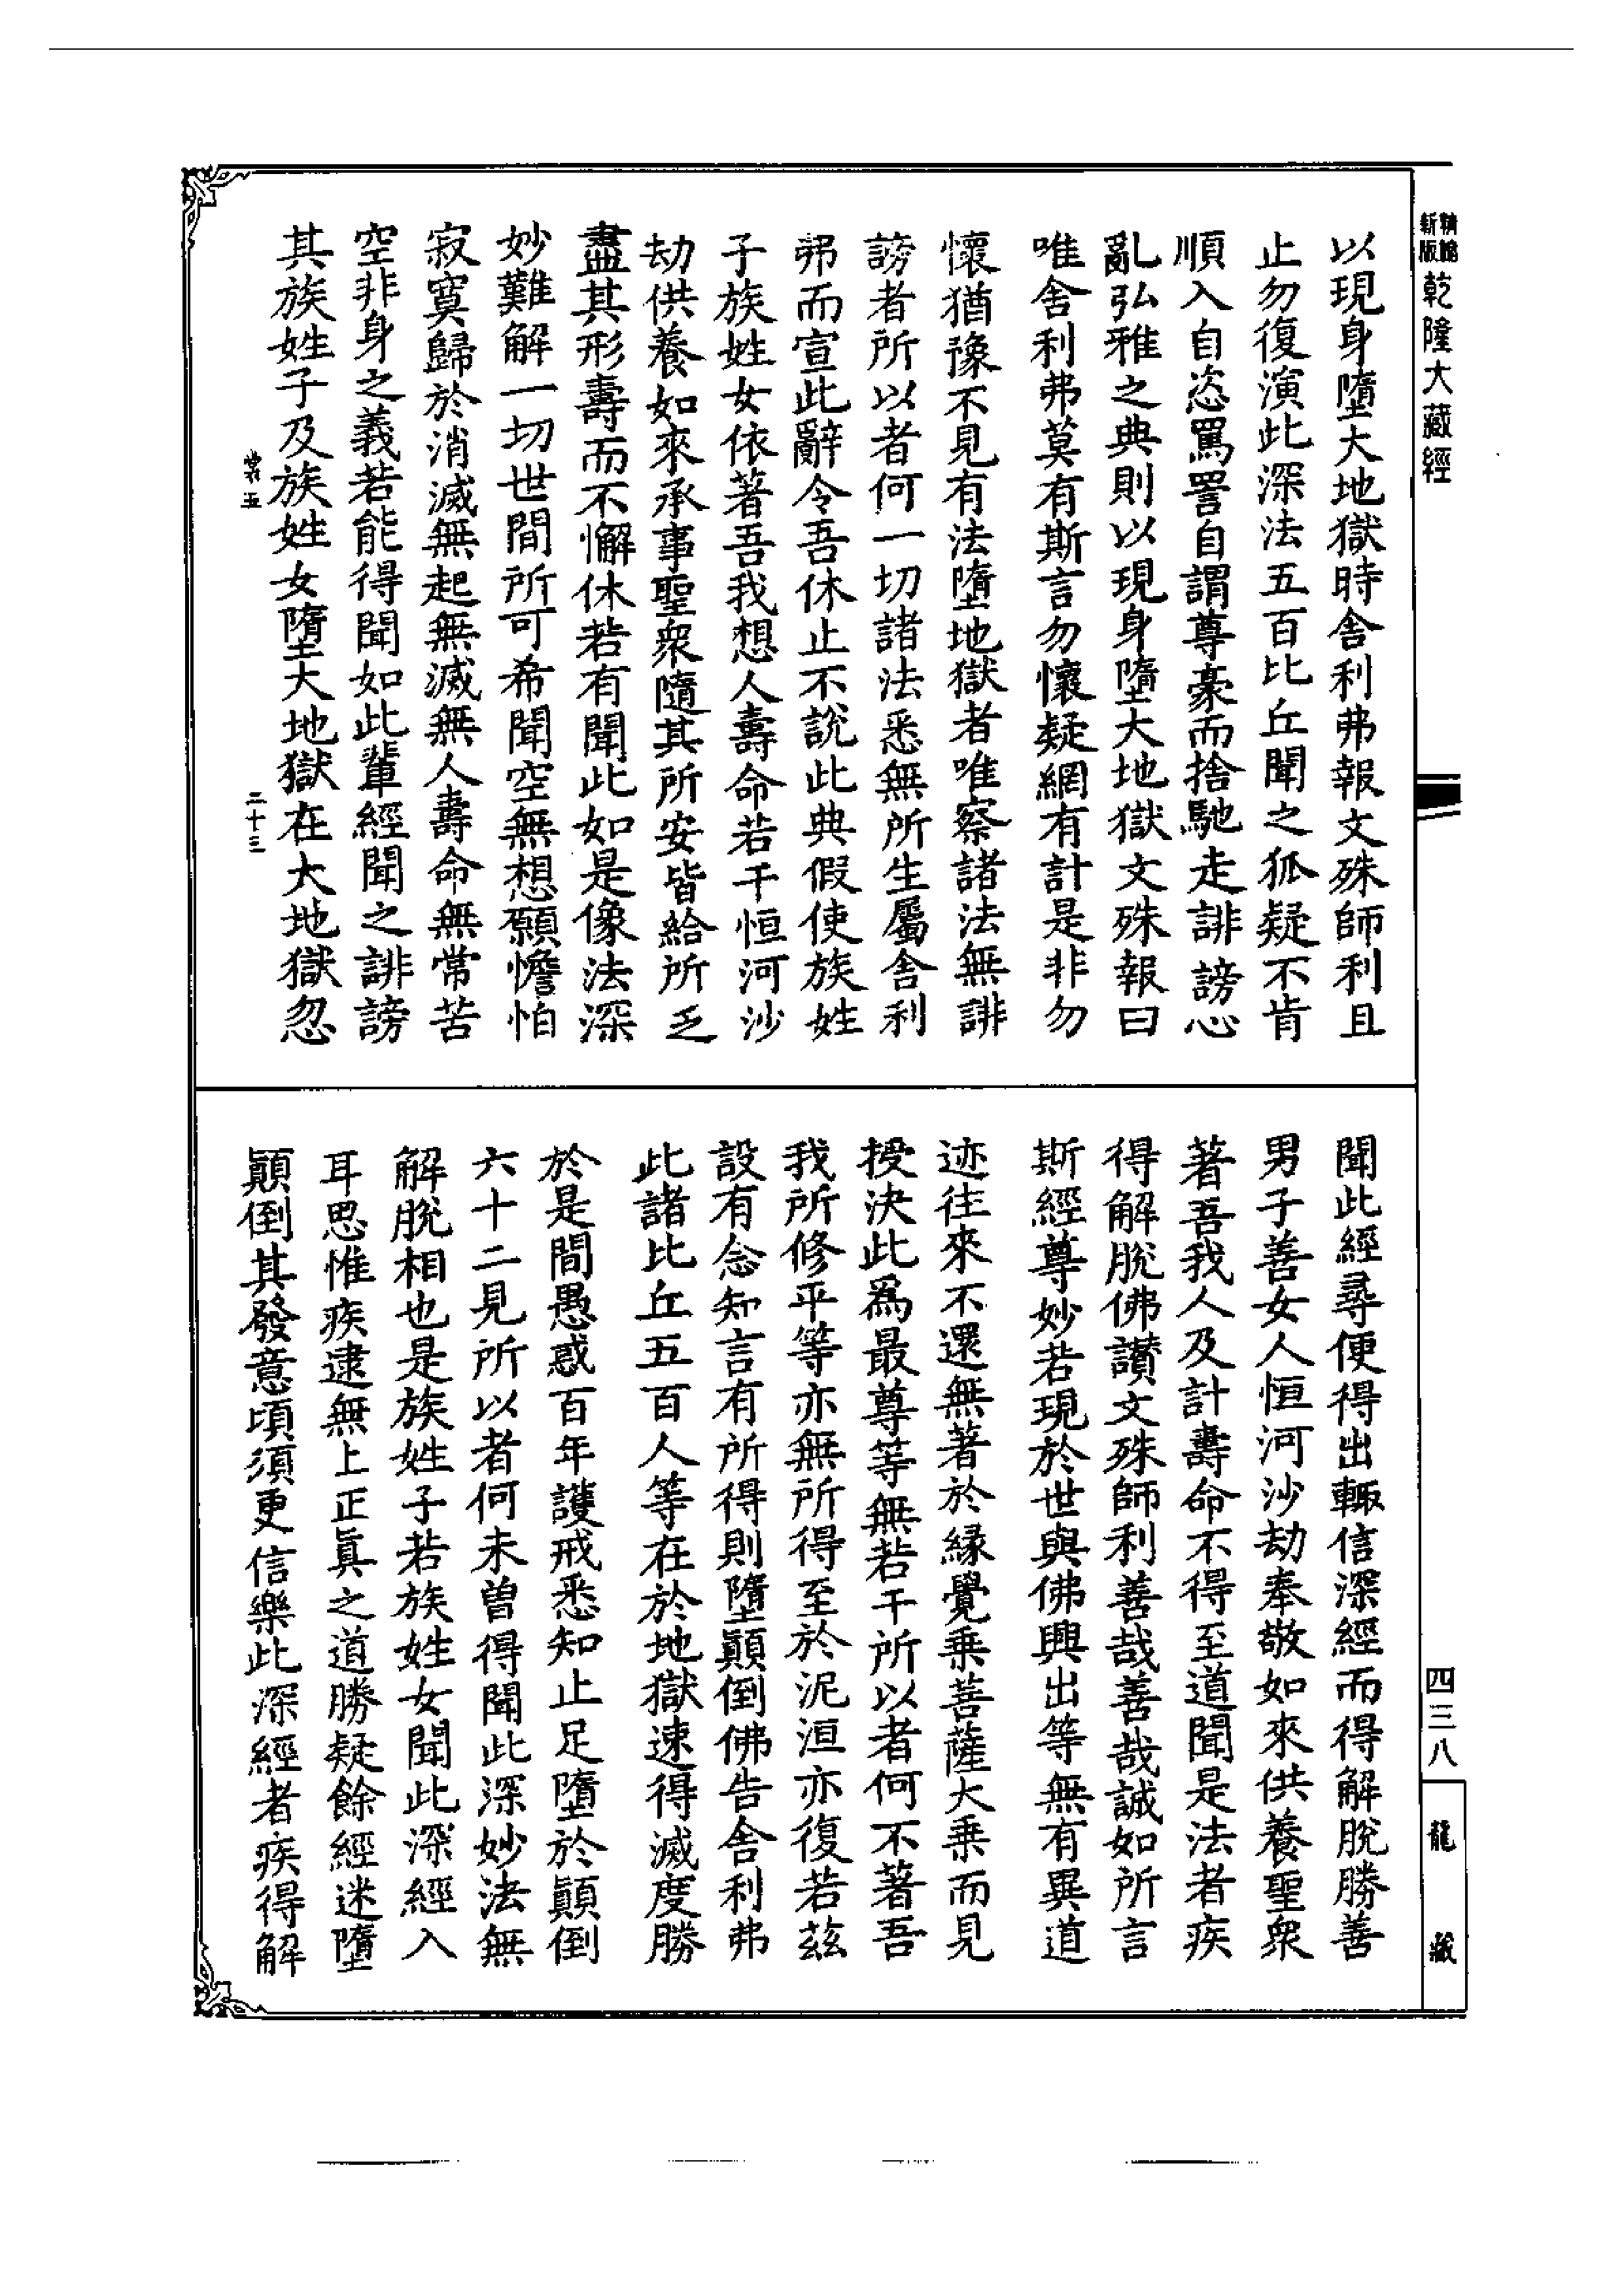 精縮新版
乾隆大藏經
以現身墮大地獄時舍利弗報文殊師利且
止勿復演此深法五百比丘聞之狐疑不肯
順入自恣罵詈自謂尊豪而捨馳走誹謗心
亂弘雅之典則以現身墮大地獄文殊報曰
唯舍利弗莫有斯言勿懷疑網有計是非勿
懷猶豫不見有法墮地獄者唯察諸法無誹
謗者所以者何一切諸法悉無所生屬舍利
弗而宣此辭令吾休止不說此典假使族姓
子族姓女依著吾我想人壽命若干恒河沙
劫供養如來承事聖衆隨其所安皆給所乏
盡其形壽而不懈休若有聞此如是像法深
妙難解一切世間所可希聞空無想願憺怕
寂寞歸於消滅無起無滅無人壽命無常苦
空非身之義若能得聞如此輩經聞之誹謗
其族姓子及族姓女墮大地獄在大地獄忽
二十三
聞此經尋便得出輙信深經而得解脫勝善
男子善女人恒河沙劫奉敬如來供養聖衆
著吾我人及計壽命不得至道聞是法者疾
得解脫佛讃文殊師利善哉善哉誠如所言
斯經尊妙若現於世與佛興出等無有異道
迹往來不還無著於緣覺乘菩薩大乘而見
授決此爲最尊等無若干所以者何不著吾
我所修平等亦無所得至於泥洹亦復若茲
設有念知言有所得則墮顚倒佛告舍利弗
此諸比丘五百人等在於地獄速得滅度勝
於是間愚惑百年護戒悉知止足墮於顚倒
六十二見所以者何未曽得聞此深妙法無
解脫相也是族姓子若族姓女聞此深經入
耳思惟疾逮無上正眞之道勝疑餘經迷墮
顚倒其發意頃須更信樂此深經者疾得解
四三八
龍藏